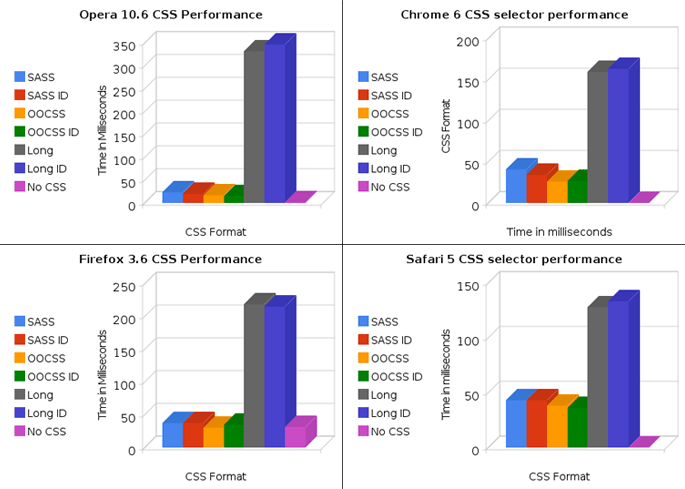 Opera 10.6 CSS Performance
350
300
250
200
150
100
50
0
Time in Milliseconds
SASS
SASS ID
OOCSS
OOCSS ID
Long
Long ID
No CSS
CSS Format
Chrome 6 CSS selector performance
200
150
100
50
0
CSS Format
SASS
SASS ID
OOCSS
OOCSS ID
Long
Long ID
No CSS
Time in milliseconds
Firefox 3.6 CSS Performance
250
200
150
100
50
0
Time in Milliseconds
SASS
SASS ID
OOCSS
OOCSS ID
Long
Long ID
No CSS
CSS Format
Safari 5 CSS selector performance
150
100
50
0
Time in milliseconds
SASS
SASS ID
OOCSS
OOCSS ID
Long
Long ID
No CSS
CSS Format